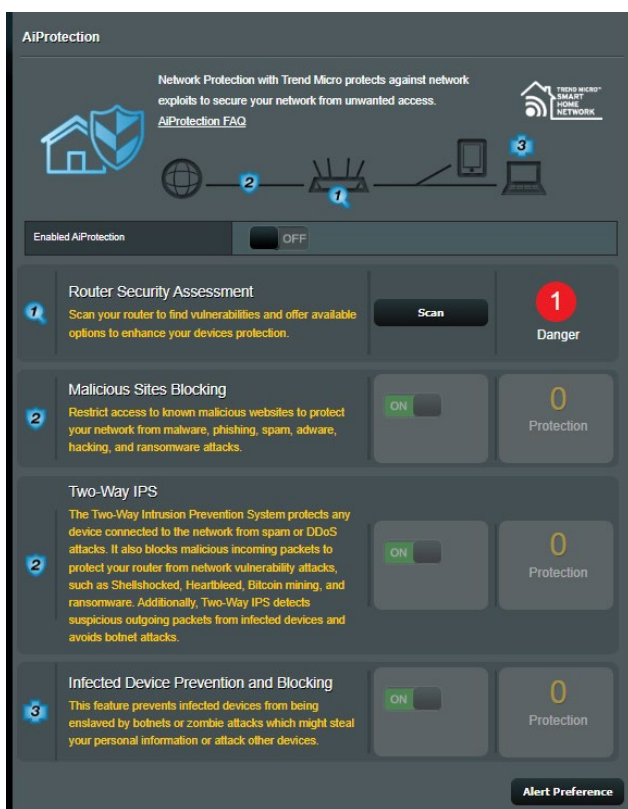 AiProtection
Network Protection with Trend Micro protects against network
exploits to secure your network from unwanted access.
AiProtection FAQ
TREND MICRO™
SMART
HOME
NETWORK
3
2
1
Enabled AiProtection
OFF
1
Router Security Assessment
Scan your router to find vulnerabilities and offer available
options to enhance your devices protection.
Scan
1
Danger
2
Malicious Sites Blocking
Restrict access to known malicious websites to protect
your network from malware, phishing, spam, adware,
hacking, and ransomware attacks.
ON
0
Protection
2
Two-Way IPS
The Two-Way Intrusion Prevention System protects any
device connected to the network from spam or DDoS
attacks. It also blocks malicious incoming packets to
protect your router from network vulnerability attacks,
such as Shellshocked, Heartbleed, Bitcoin mining, and
ransomware. Additionally, Two-Way IPS detects
suspicious outgoing packets from infected devices and
avoids botnet attacks.
ON
0
Protection
3
Infected Device Prevention and Blocking
This feature prevents infected devices from being
enslaved by botnets or zombie attacks which might steal
your personal information or attack other devices.
ON
0
Protection
Alert Preference